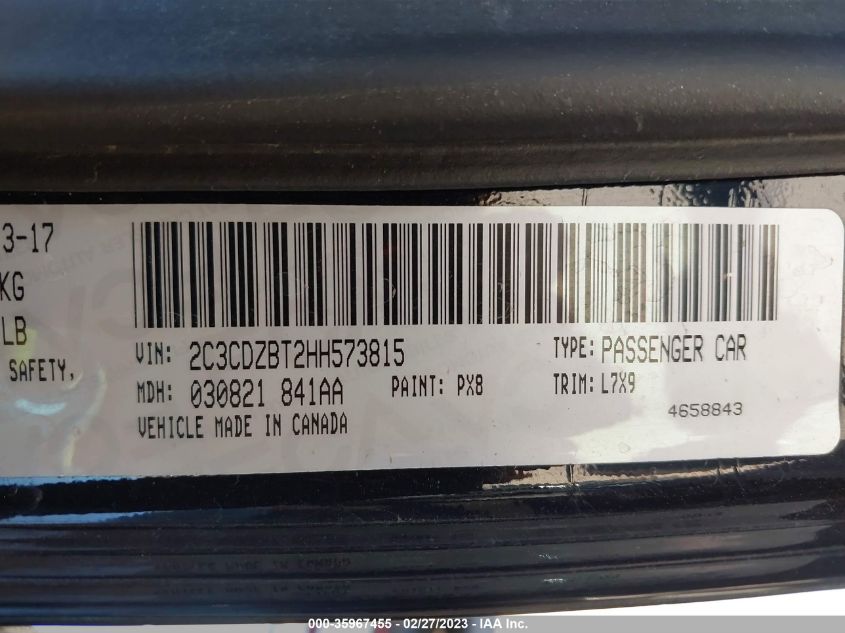 3-17
KG
LB
SAFETY,
VIN: 2C3CDZBT2HH573815 TYPE: PASSENGER CAR
MDH: 030821 841AA PAINT: PX8 TRIM: L7X9
VEHICLE MADE IN CANADA 4658843
000-35967455 - 02/27/2023 - IAA Inc.